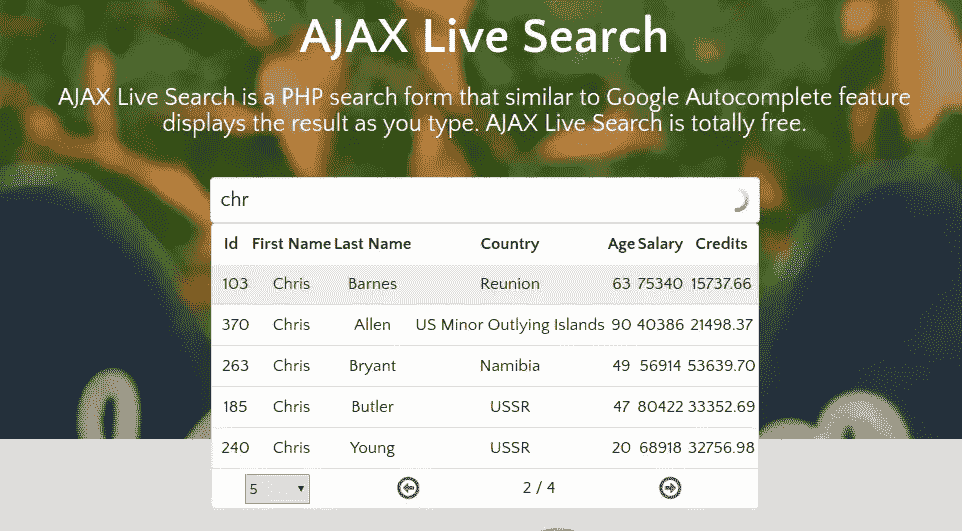 AJAX Live Search
AJAX Live Search is a PHP search form that similar to Google Autocomplete feature
displays the result as you type. AJAX Live Search is totally free.
chr
Id First Name Last Name Country Age Salary Credits
103 Chris Barnes Reunion 63 75340 15737.66
370 Chris Allen US Minor Outlying Islands 90 40386 21498.37
263 Chris Bryant Namibia 49 56914 53639.70
185 Chris Butler USSR 47 80422 33352.69
240 Chris Young USSR 20 68918 32756.98
5 2 / 4